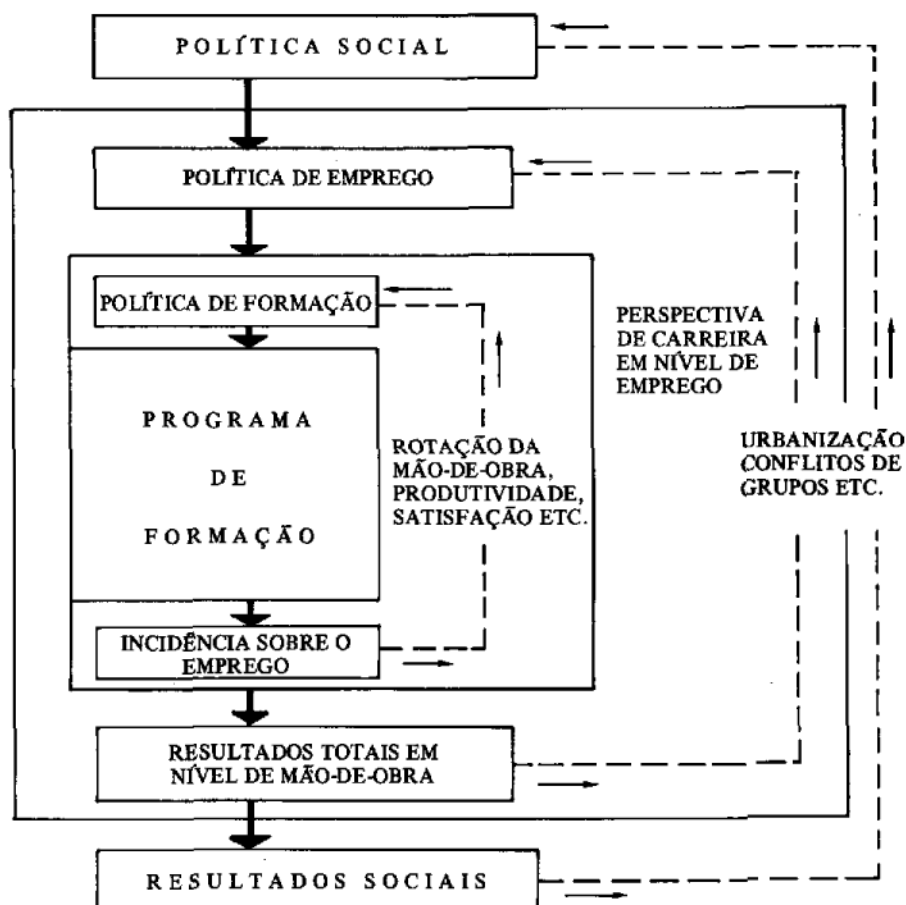 POLÍTICA SOCIAL
POLÍTICA DE EMPREGO
POLÍTICA DE FORMAÇÃO
PROGRAMA
DE
FORMAÇÃO
INCIDÊNCIA SOBRE O
EMPREGO
ROTAÇÃO DA
MÃO-DE-OBRA,
PRODUTIVIDADE,
SATISFAÇÃO ETC.
PERSPECTIVA
DE CARREIRA
EM NÍVEL DE
EMPREGO
URBANIZAÇÃO
CONFLITOS DE
GRUPOS ETC.
RESULTADOS TOTAIS EM
NÍVEL DE MÃO-DE-OBRA
RESULTADOS SOCIAIS